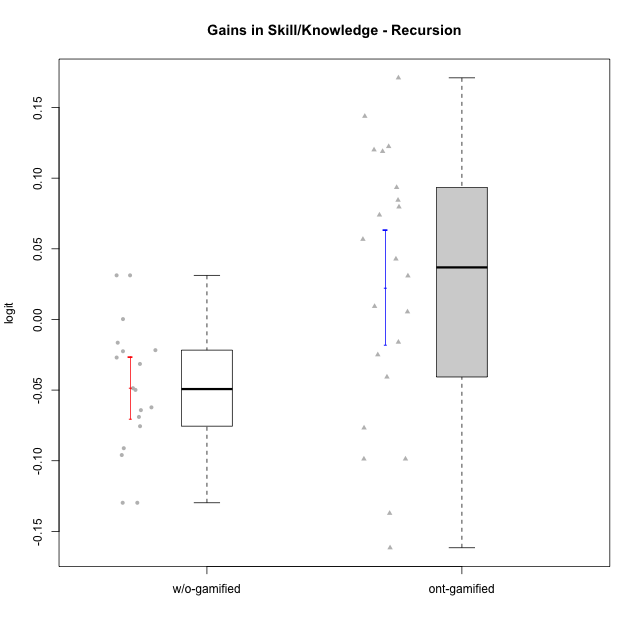 Gains in Skill/Knowledge - Recursion
logit
0.15
0.10
0.05
0.00
-0.05
-0.10
-0.15
w/o-gamified
ont-gamified